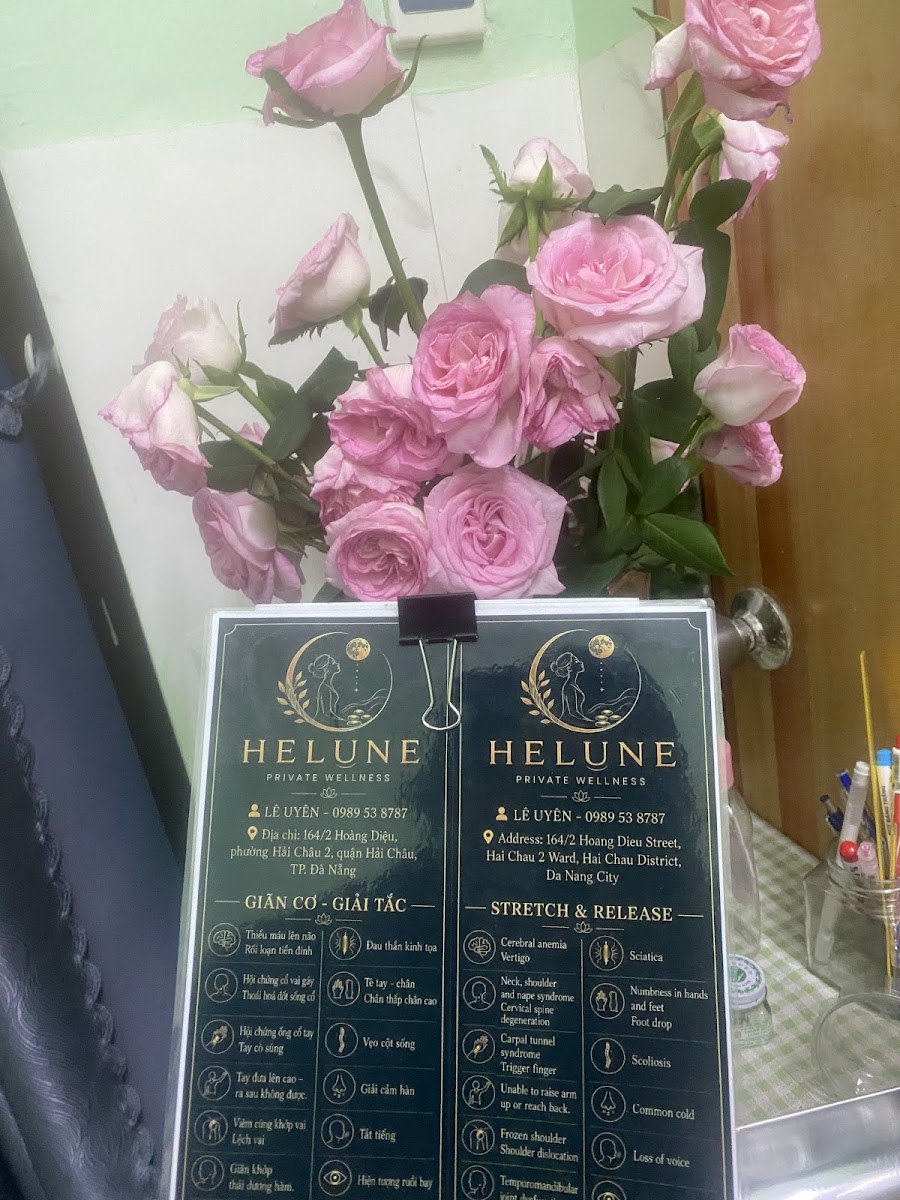 HELUNE
PRIVATE WELLNESS
LÊ UYÊN - 0989 53 8787
Địa chỉ: 164/2 Hoàng Diệu,
phường Hải Châu 2, quận Hải Châu,
TP. Đà Nẵng
GIÃN CƠ - GIẢI TẮC
Thiếu máu lên não
Rối loạn tiền đình
Đau thần kinh tọa
Hội chứng cổ vai gáy
Thoái hoá đốt sống cổ
Tê tay - chân
Chân thấp chân cao
Hội chứng ống cổ tay
Tay cò súng
Vẹo cột sống
Tay đưa lên cao -
ra sau không được.
Giải cảm hàn
Viêm cứng khớp vai
Lệch vai
Tắt tiếng
Giãn khớp
thái dương hàm.
Hiện tượng ruồi bay
HELUNE
PRIVATE WELLNESS
LÊ UYÊN - 0989 53 8787
Address: 164/2 Hoang Dieu Street,
Hai Chau 2 Ward, Hai Chau District,
Da Nang City
STRETCH & RELEASE
Cerebral anemia
Vertigo
Sciatica
Neck, shoulder
and nape syndrome
Cervical spine
degeneration
Numbness in hands
and feet
Foot drop
Carpal tunnel
syndrome
Trigger finger
Scoliosis
Unable to raise arm
up or reach back.
Common cold
Frozen shoulder
Shoulder dislocation
Loss of voice
Temporomandibular